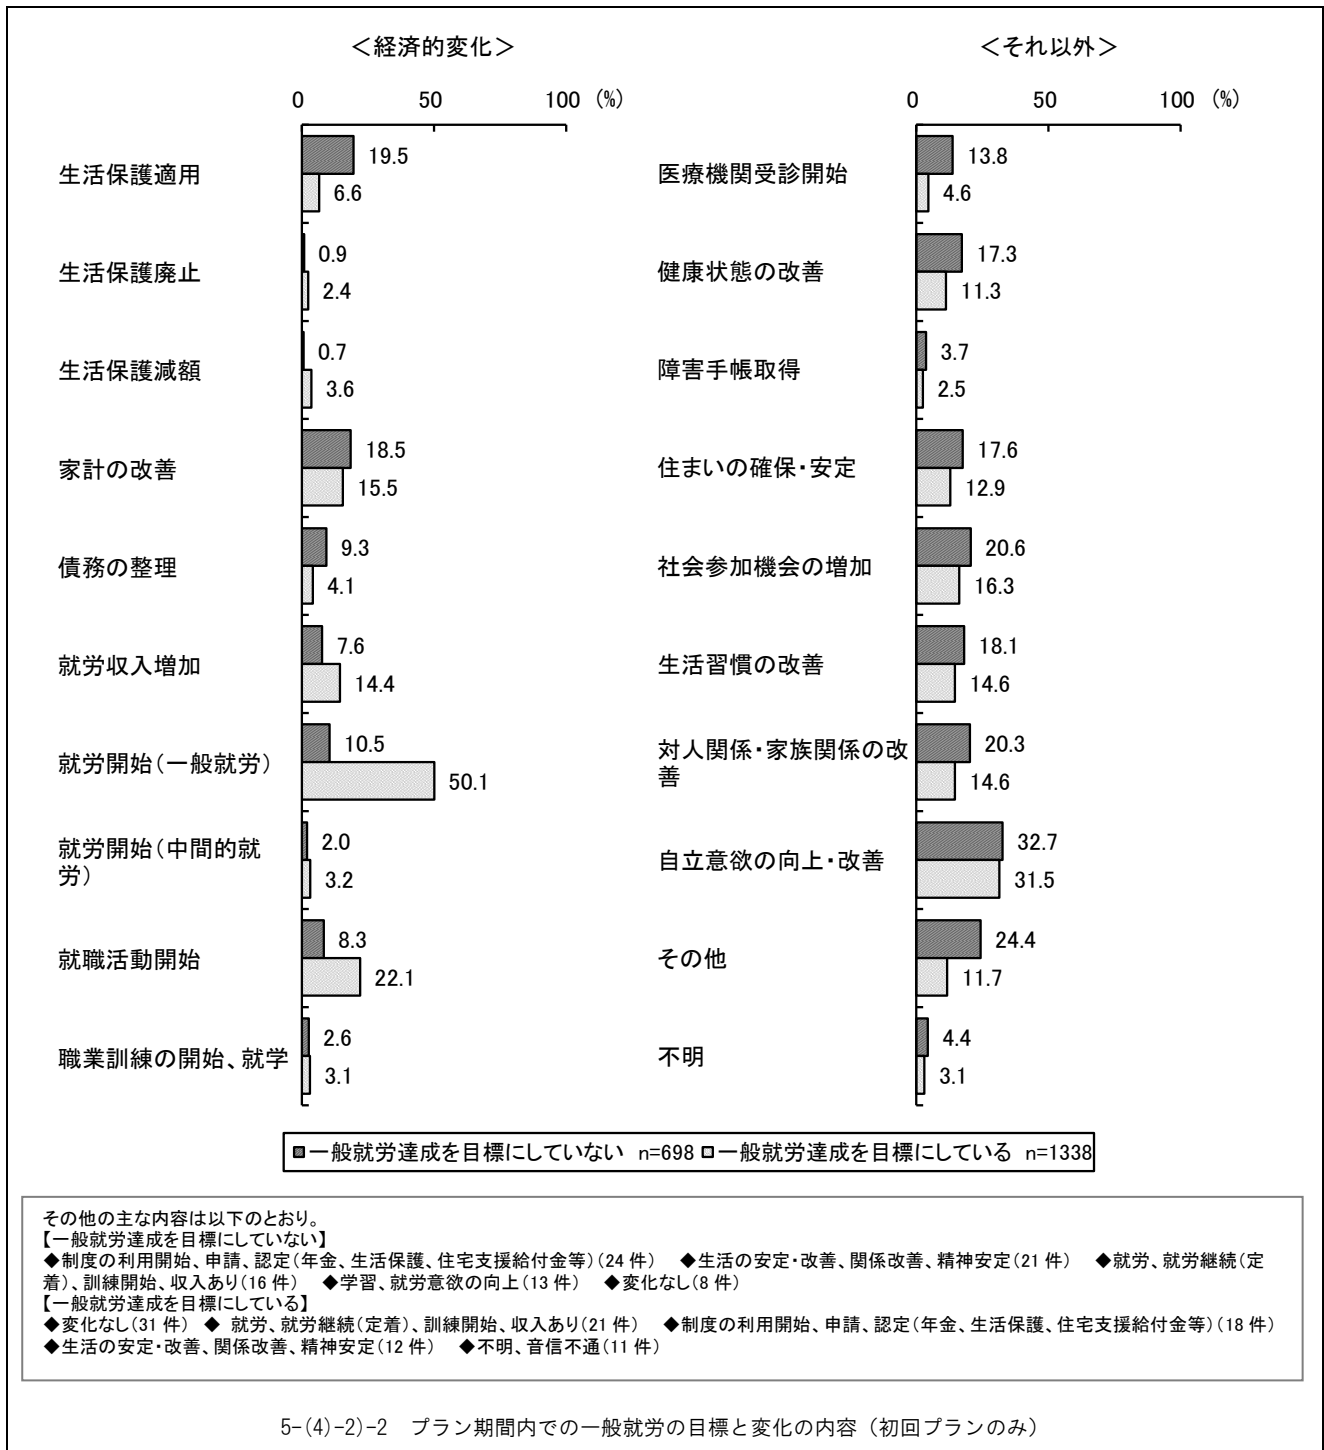 ＜経済的変化＞
0 50 100 (%)
生活保護適用 19.5 6.6
生活保護廃止 0.9 2.4
生活保護減額 0.7 3.6
家計の改善 18.5 15.5
債務の整理 9.3 4.1
就労収入増加 7.6 14.4
就労開始（一般就労） 10.5 50.1
就労開始（中間的就
労） 2.0 3.2
就職活動開始 8.3 22.1
職業訓練の開始、就学 2.6 3.1
＜それ以外＞
0 50 100 (%)
医療機関受診開始 13.8 4.6
健康状態の改善 17.3 11.3
障害手帳取得 3.7 2.5
住まいの確保・安定 17.6 12.9
社会参加機会の増加 20.6 16.3
生活習慣の改善 18.1 14.6
対人関係・家族関係の改
善 20.3 14.6
自立意欲の向上・改善 32.7 31.5
その他 24.4 11.7
不明 4.4 3.1
一般就労達成を目標にしていない n=698 一般就労達成を目標にしている n=1338
その他の主な内容は以下のとおり。
【一般就労達成を目標にしていない】
◆制度の利用開始、申請、認定（年金、生活保護、住宅支援給付金等）（24 件） ◆生活の安定・改善、関係改善、精神安定（21 件） ◆就労、就労継続（定
着）、訓練開始、収入あり（16 件） ◆学習、就労意欲の向上（13 件） ◆変化なし（8 件）
【一般就労達成を目標にしている】
◆変化なし（31 件） ◆ 就労、就労継続（定着）、訓練開始、収入あり（21 件） ◆制度の利用開始、申請、認定（年金、生活保護、住宅支援給付金等）（18 件）
◆生活の安定・改善、関係改善、精神安定（12 件） ◆不明、音信不通（11 件）
5-(4)-2)-2 プラン期間内での一般就労の目標と変化の内容（初回プランのみ）